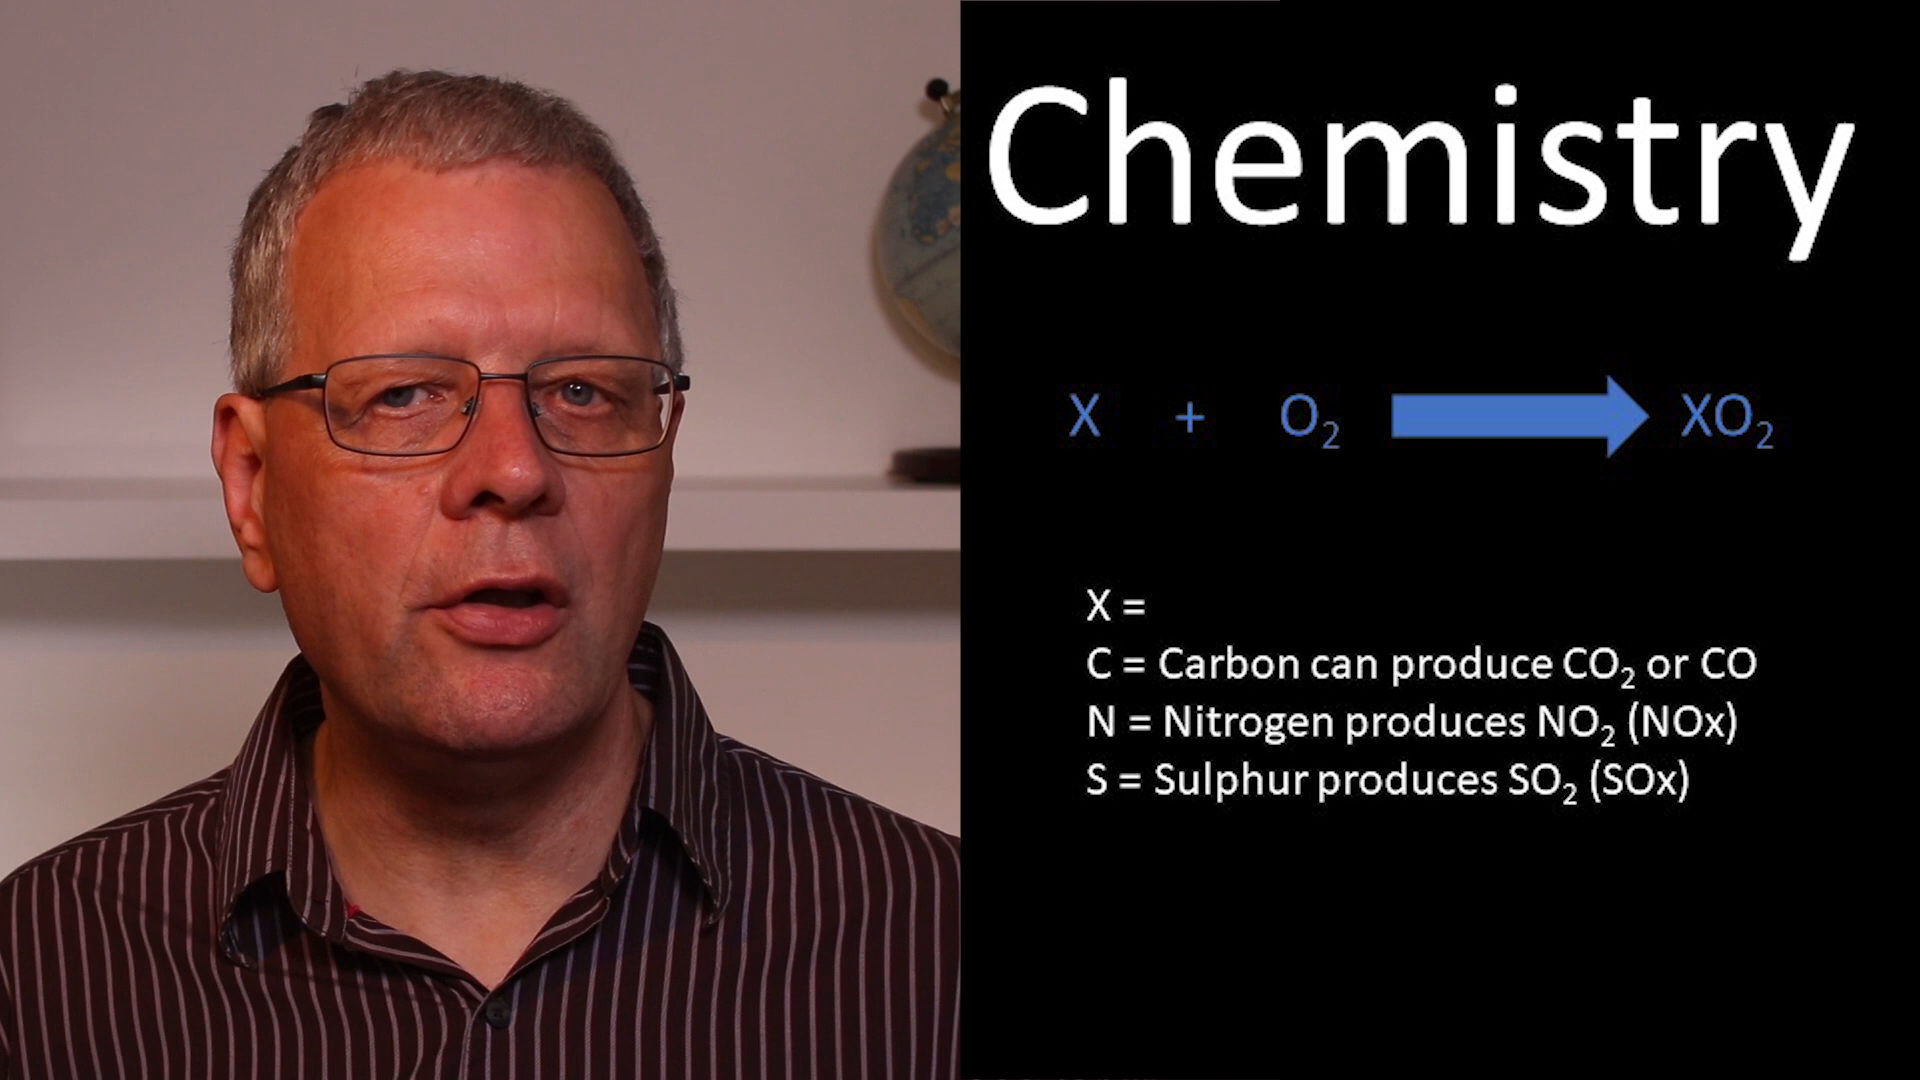 Chemistry
X + O₂ XO₂
X =
C = Carbon can produce CO₂ or CO
N = Nitrogen produces NO₂ (NOx)
S = Sulphur produces SO₂ (SOx)